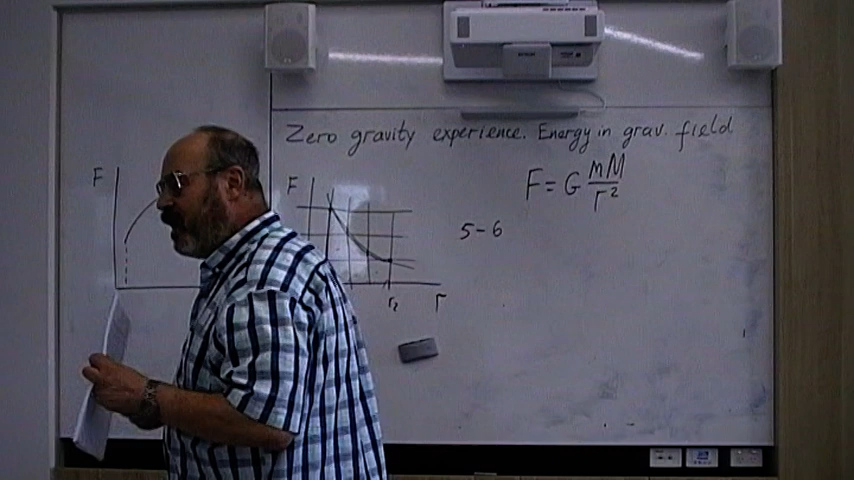 Zero gravity experience. Energy in grav. field
F = G mM/r²
5-6
F
F
r₂
r